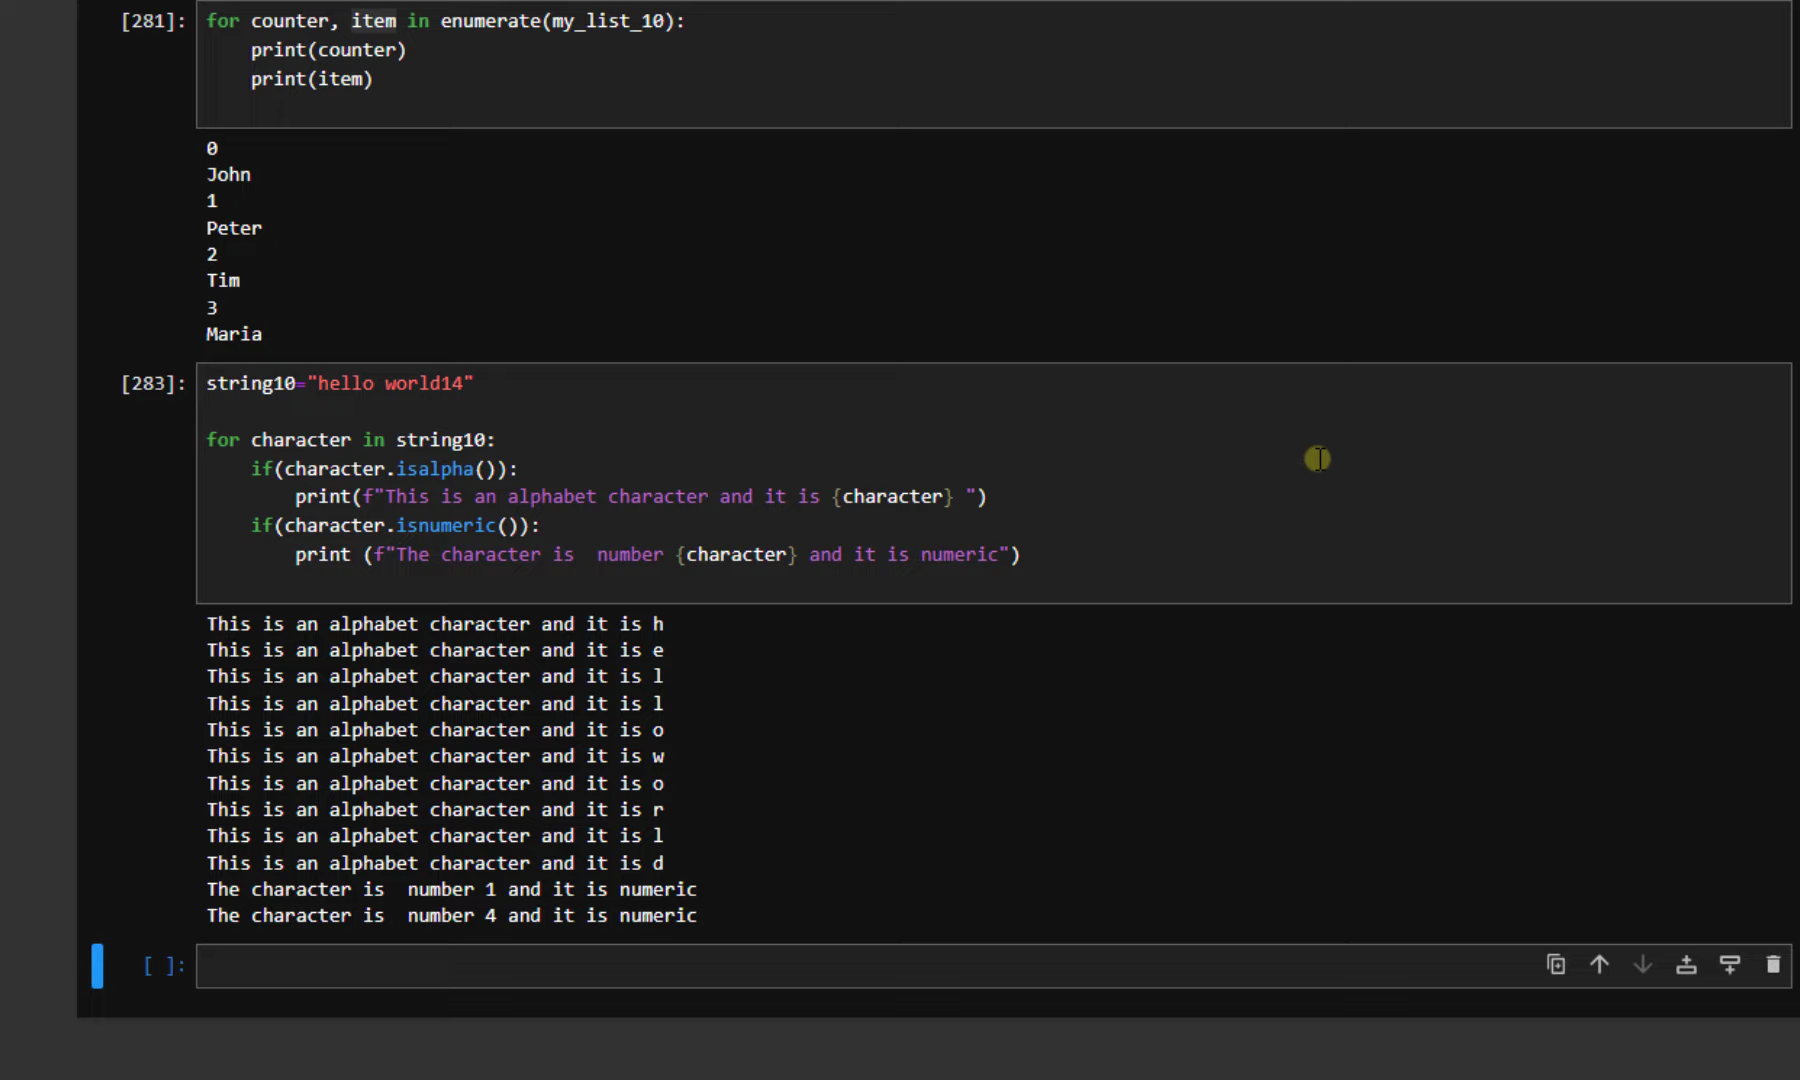 [281]: for counter, item in enumerate(my_list_10):
    print(counter)
    print(item)
0
John
1
Peter
2
Tim
3
Maria
[283]: string10="hello world14"
for character in string10:
    if(character.isalpha()):
        print(f"This is an alphabet character and it is {character} ")
    if(character.isnumeric()):
        print (f"The character is  number {character} and it is numeric")
This is an alphabet character and it is h
This is an alphabet character and it is e
This is an alphabet character and it is l
This is an alphabet character and it is l
This is an alphabet character and it is o
This is an alphabet character and it is w
This is an alphabet character and it is o
This is an alphabet character and it is r
This is an alphabet character and it is l
This is an alphabet character and it is d
The character is  number 1 and it is numeric
The character is  number 4 and it is numeric
[ ]: